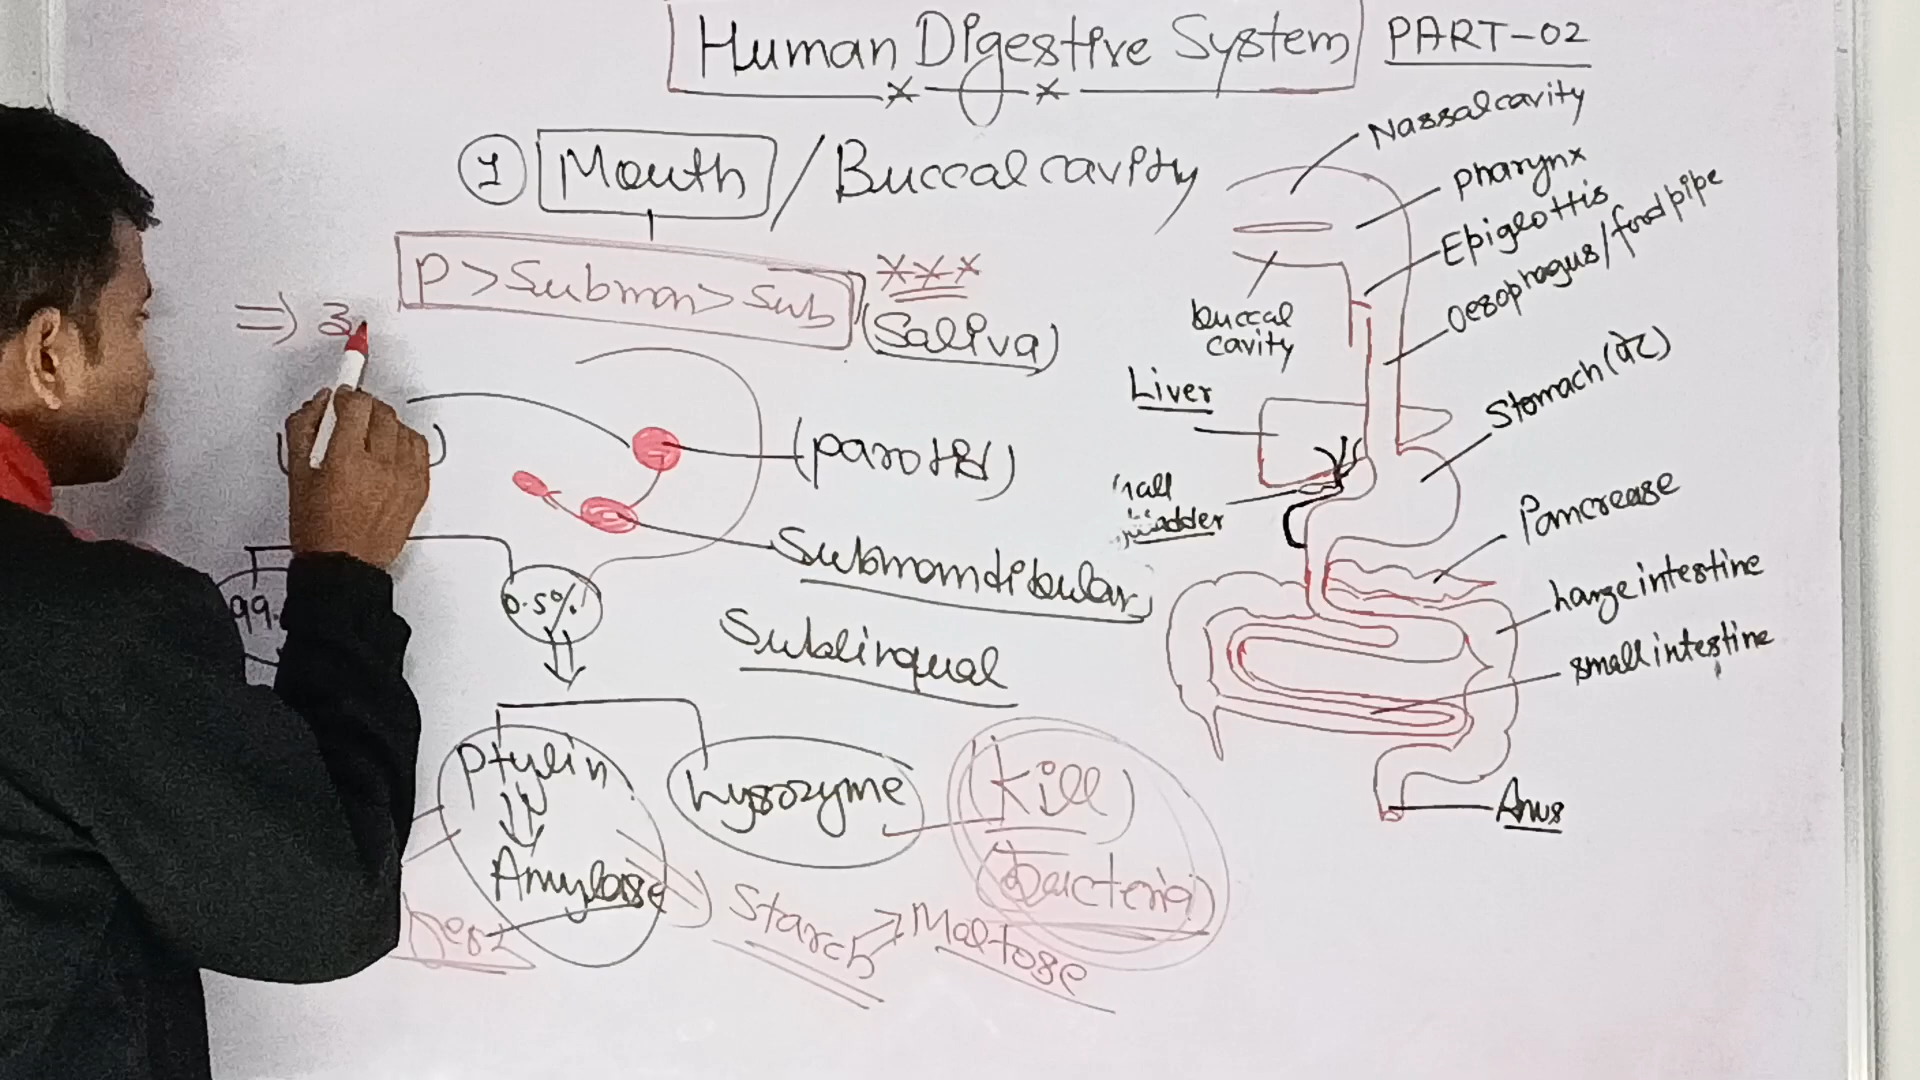 Human Digestive System PART-02
① Mouth / Buccal cavity
P > Subman > Sub
(Saliva)
⇒ 3
(parotid)
Submandibular
Sublingual
99.
0.5%
Ptylin
Amylase
Lysozyme
(Kill)
(bacteria)
Starch → Maltose
Nassal cavity
Pharynx
Epiglottis
Oesophagus/food pipe
buccal
cavity
Liver
Stomach (पेट)
Pancrease
Large intestine
small intestine
Anus